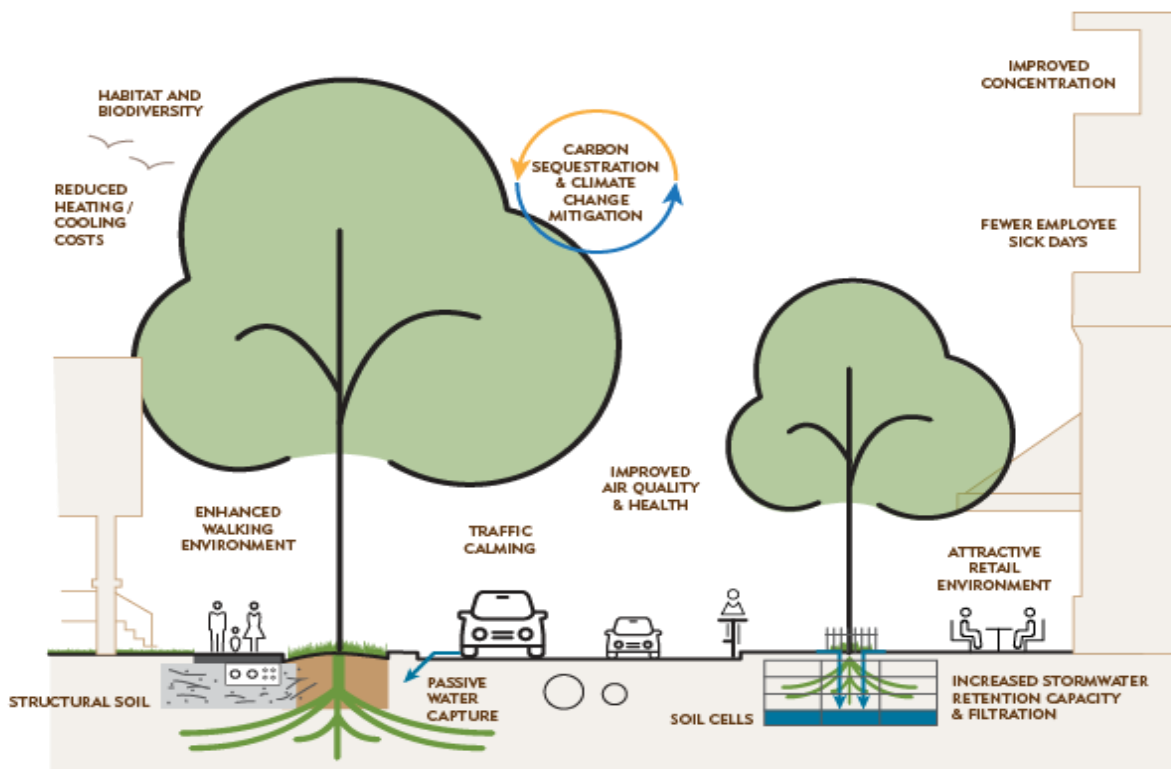 HABITAT AND
BIODIVERSITY
REDUCED
HEATING /
COOLING
COSTS
CARBON
SEQUESTRATION
& CLIMATE
CHANGE
MITIGATION
IMPROVED
CONCENTRATION
FEWER EMPLOYEE
SICK DAYS
ENHANCED
WALKING
ENVIRONMENT
TRAFFIC
CALMING
IMPROVED
AIR QUALITY
& HEALTH
ATTRACTIVE
RETAIL
ENVIRONMENT
STRUCTURAL SOIL
PASSIVE
WATER
CAPTURE
SOIL CELLS
INCREASED STORMWATER
RETENTION CAPACITY
& FILTRATION